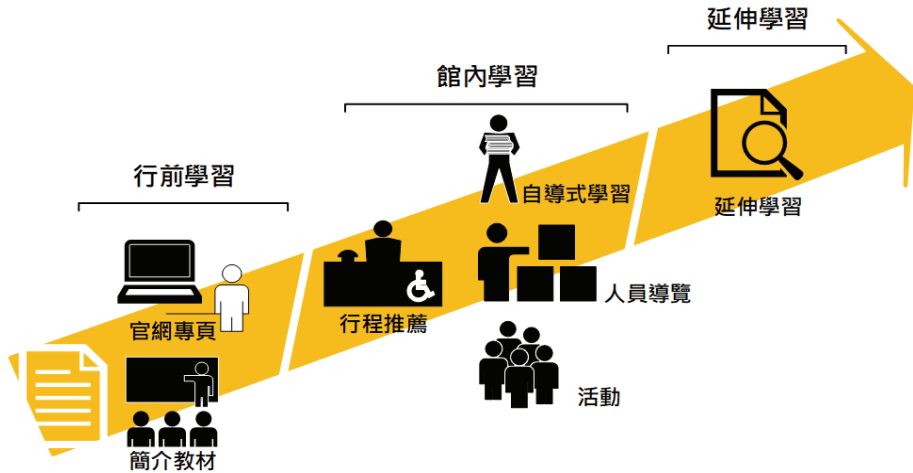 行前學習
官網專頁
簡介教材
館內學習
行程推薦
自導式學習
人員導覽
活動
延伸學習
延伸學習